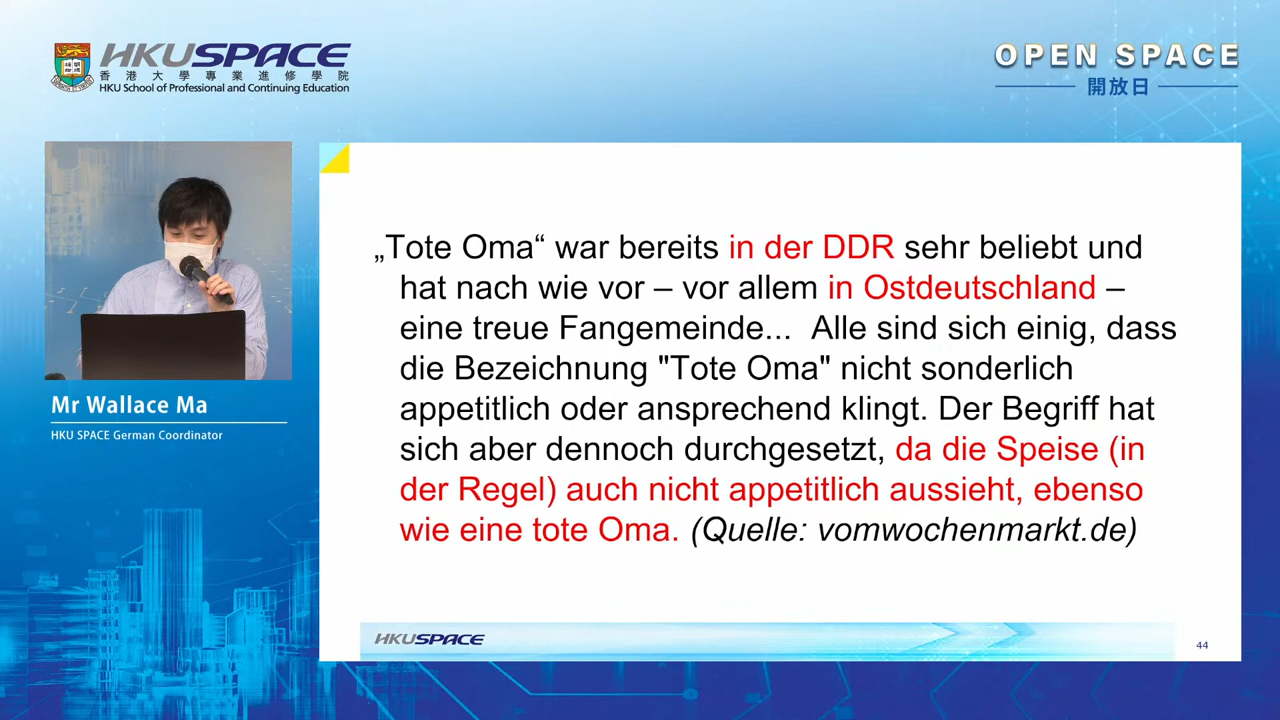 HKUSPACE
香港大學專業進修學院
HKU School of Professional and Continuing Education
OPEN SPACE
開放日
„Tote Oma“ war bereits in der DDR sehr beliebt und
hat nach wie vor – vor allem in Ostdeutschland –
eine treue Fangemeinde... Alle sind sich einig, dass
die Bezeichnung "Tote Oma" nicht sonderlich
appetitlich oder ansprechend klingt. Der Begriff hat
sich aber dennoch durchgesetzt, da die Speise (in
der Regel) auch nicht appetitlich aussieht, ebenso
wie eine tote Oma. (Quelle: vomwochenmarkt.de)
Mr Wallace Ma
HKU SPACE German Coordinator
HKUSPACE
44